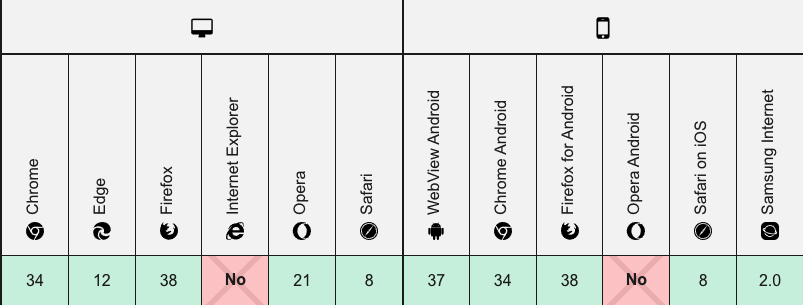 Chrome
Edge
Firefox
Internet Explorer
Opera
Safari
WebView Android
Chrome Android
Firefox for Android
Opera Android
Safari on iOS
Samsung Internet
34 12 38 No 21 8 37 34 38 No 8 2.0